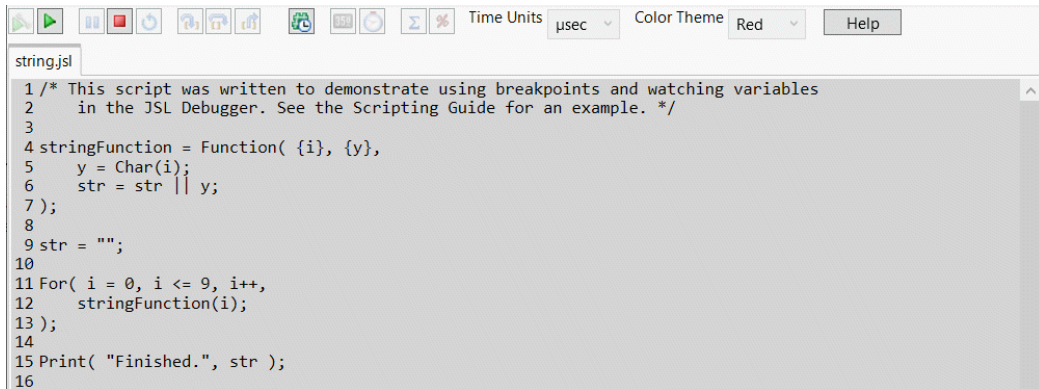 Time Units µsec Color Theme Red Help
string.jsl
1 /* This script was written to demonstrate using breakpoints and watching variables
2 in the JSL Debugger. See the Scripting Guide for an example. */
3
4 stringFunction = Function( {i}, {y},
5 y = Char(i);
6 str = str || y;
7 );
8
9 str = "";
10
11 For( i = 0, i <= 9, i++,
12 stringFunction(i);
13 );
14
15 Print( "Finished.", str );
16